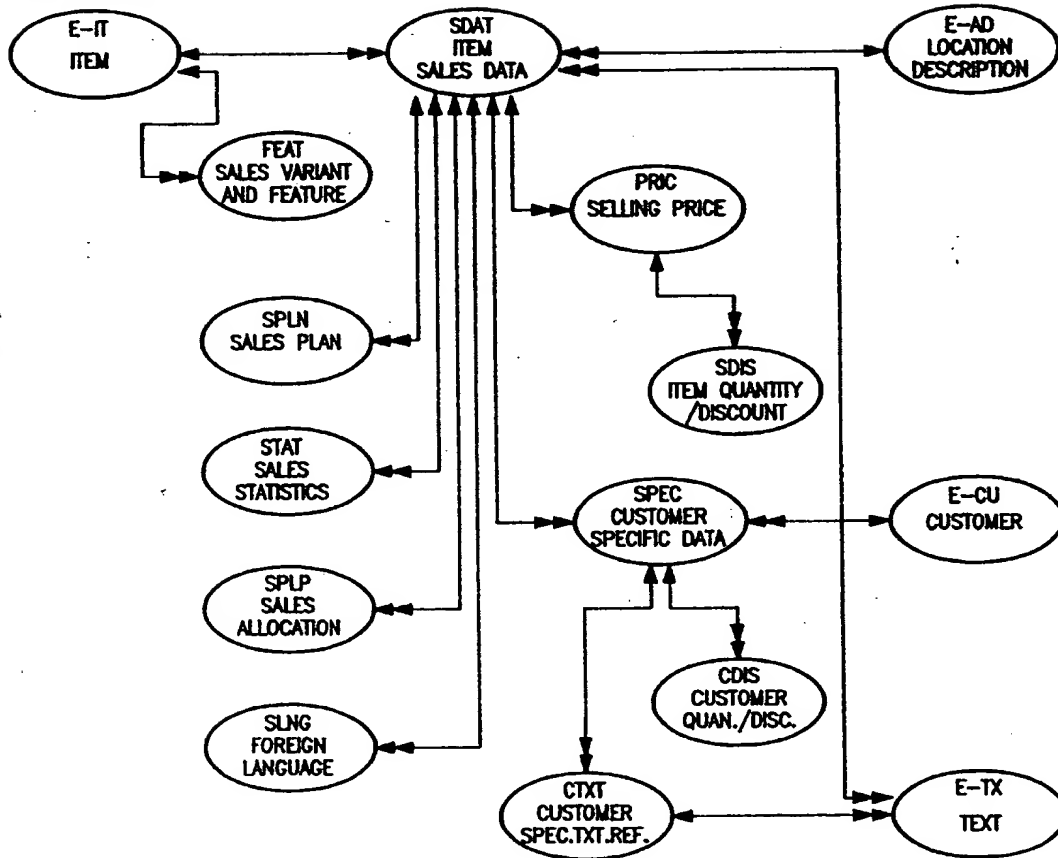 E-IT
ITEM
SDAT
ITEM
SALES DATA
E-AD
LOCATION
DESCRIPTION
FEAT
SALES VARIANT
AND FEATURE
PRIC
SELLING PRICE
SPLN
SALES PLAN
SDIS
ITEM QUANTITY
/DISCOUNT
STAT
SALES
STATISTICS
SPEC
CUSTOMER
SPECIFIC DATA
E-CU
CUSTOMER
SPLP
SALES
ALLOCATION
CDIS
CUSTOMER
QUAN./DISC.
SLNG
FOREIGN
LANGUAGE
CTXT
CUSTOMER
SPEC.TXT.REF.
E-TX
TEXT